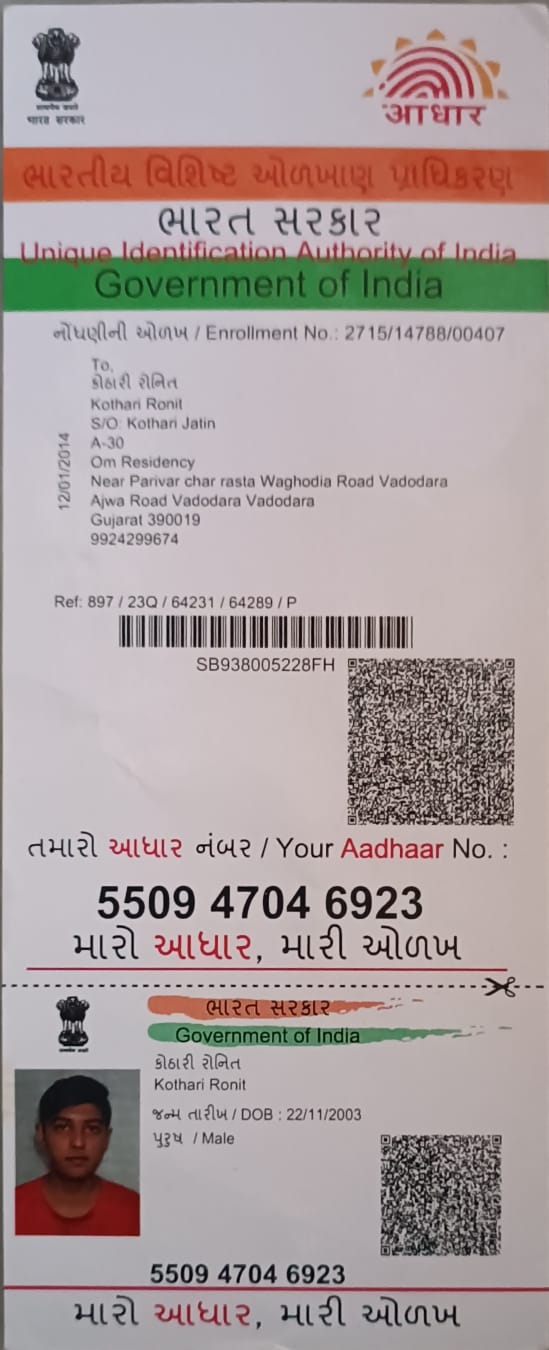 भारत सरकार
आधार
ભારતીય વિશિષ્ટ ઓળખાણ પ્રાધિકરણ
ભારત સરકાર
Unique Identification Authority of India
Government of India
નોંધણીની ઓળખ / Enrollment No.: 2715/14788/00407
To,
કોઠારી રોનિત
Kothari Ronit
S/O: Kothari Jatin
A-30
Om Residency
Near Parivar char rasta Waghodia Road Vadodara
Ajwa Road Vadodara Vadodara
Gujarat 390019
9924299674
12/01/2014
Ref: 897 / 23Q / 64231 / 64289 / P
SB938005228FH
તમારો આધાર નંબર / Your Aadhaar No. :
5509 4704 6923
મારો આધાર, મારી ઓળખ
ભારત સરકાર
Government of India
કોઠારી રોનિત
Kothari Ronit
જન્મ તારીખ / DOB : 22/11/2003
પુરુષ / Male
5509 4704 6923
મારો આધાર, મારી ઓળખ